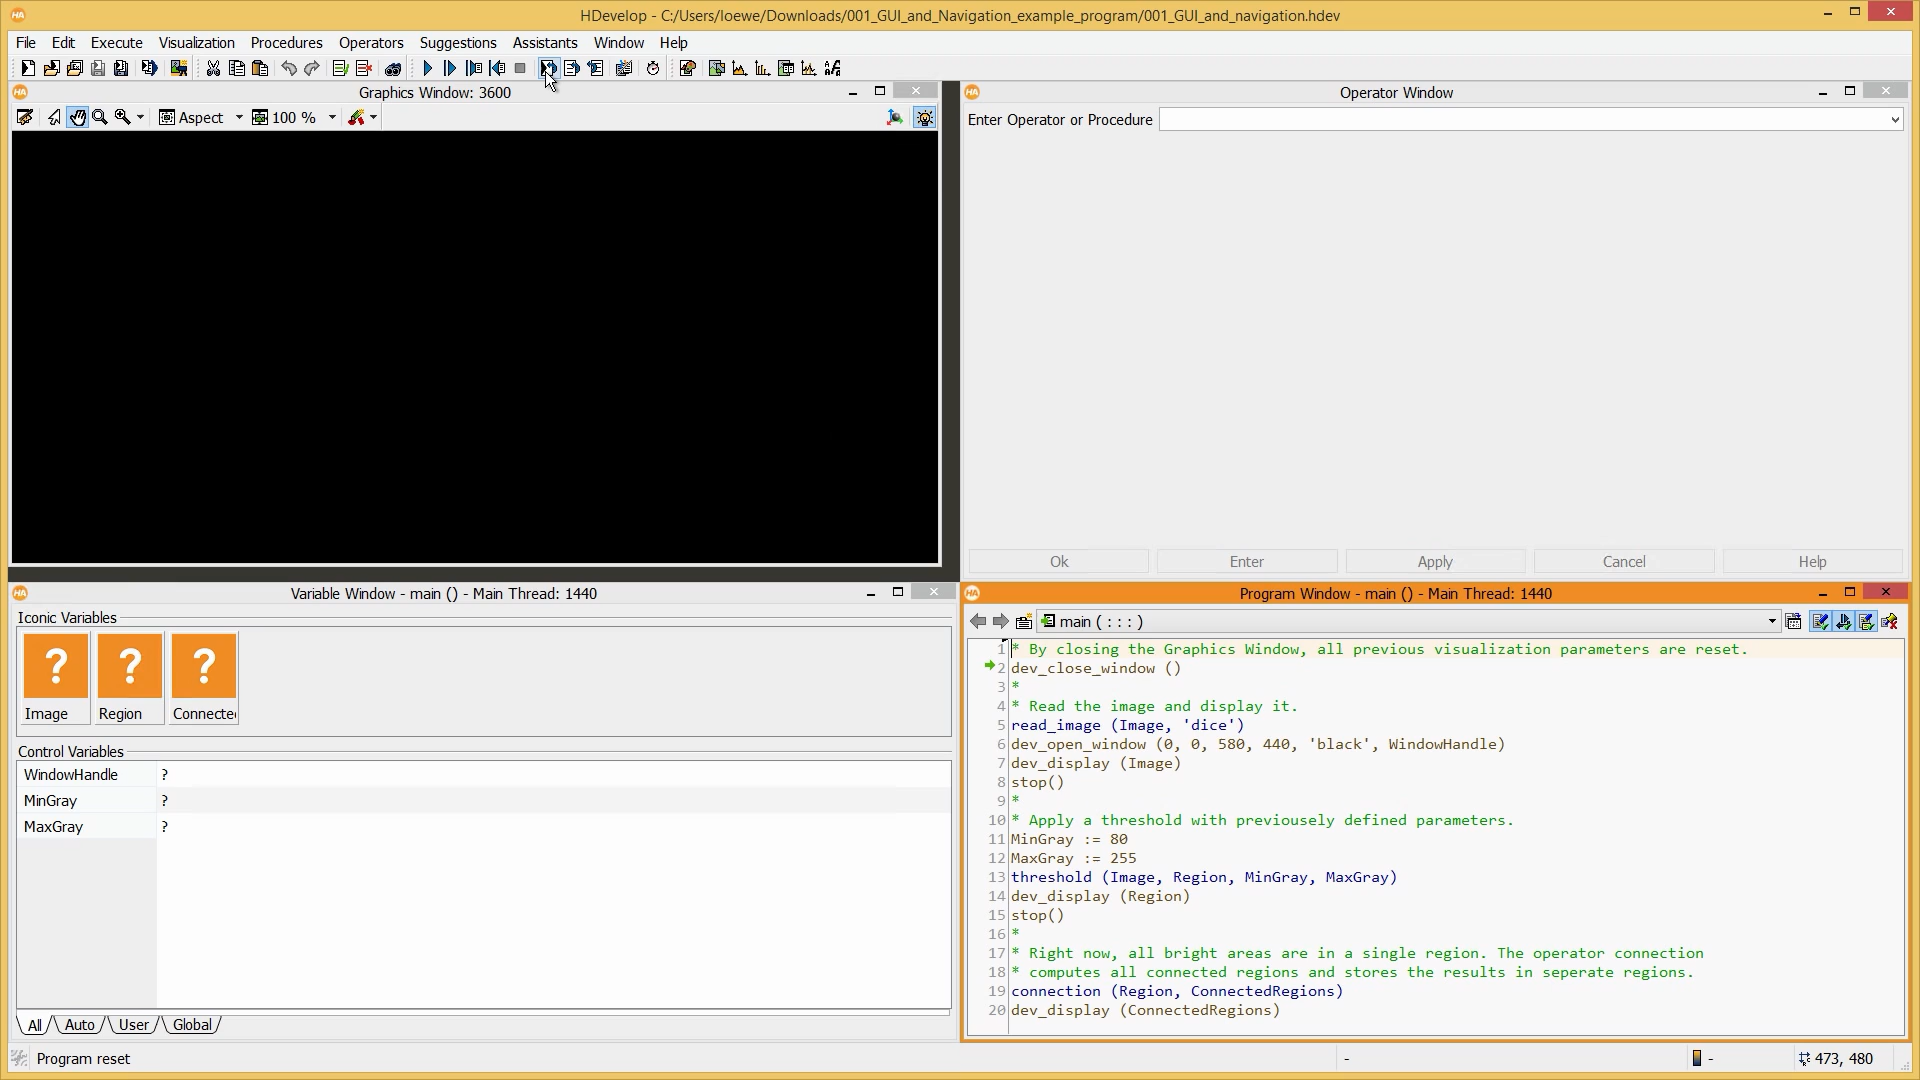 HDevelop - C:/Users/loewe/Downloads/001_GUI_and_Navigation_example_program/001_GUI_and_navigation.hdev
File Edit Execute Visualization Procedures Operators Suggestions Assistants Window Help
Graphics Window: 3600
Aspect 100 %
Operator Window
Enter Operator or Procedure
Ok Enter Apply Cancel Help
Variable Window - main () - Main Thread: 1440
Iconic Variables
? ? ?
Image Region Connecte
Control Variables
WindowHandle ?
MinGray ?
MaxGray ?
All Auto User Global
Program Window - main () - Main Thread: 1440
main ( : : : )
1 * By closing the Graphics Window, all previous visualization parameters are reset.
2 dev_close_window ()
3 *
4 * Read the image and display it.
5 read_image (Image, 'dice')
6 dev_open_window (0, 0, 580, 440, 'black', WindowHandle)
7 dev_display (Image)
8 stop()
9 *
10 * Apply a threshold with previousely defined parameters.
11 MinGray := 80
12 MaxGray := 255
13 threshold (Image, Region, MinGray, MaxGray)
14 dev_display (Region)
15 stop()
16 *
17 * Right now, all bright areas are in a single region. The operator connection
18 * computes all connected regions and stores the results in seperate regions.
19 connection (Region, ConnectedRegions)
20 dev_display (ConnectedRegions)
Program reset - - 473, 480